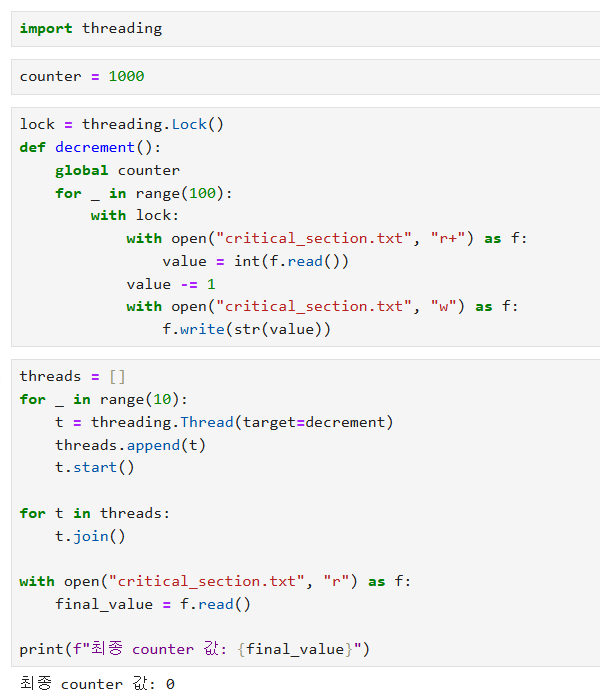 import threading
counter = 1000
lock = threading.Lock()
def decrement():
    global counter
    for _ in range(100):
        with lock:
            with open("critical_section.txt", "r+") as f:
                value = int(f.read())
            value -= 1
            with open("critical_section.txt", "w") as f:
                f.write(str(value))
threads = []
for _ in range(10):
    t = threading.Thread(target=decrement)
    threads.append(t)
    t.start()
for t in threads:
    t.join()
with open("critical_section.txt", "r") as f:
    final_value = f.read()
print(f"최종 counter 값: {final_value}")
최종 counter 값: 0